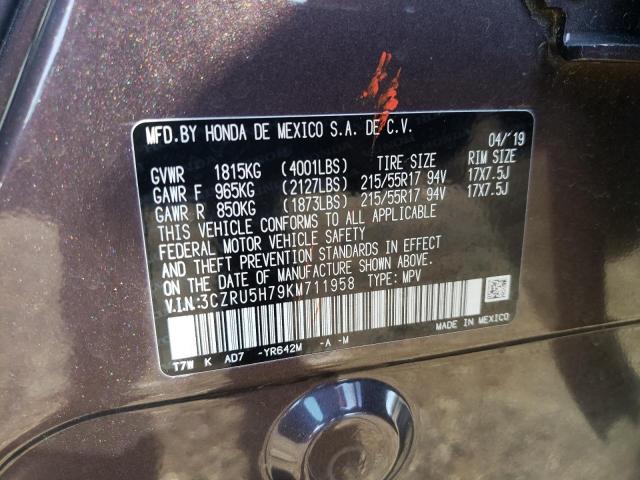 MFD.BY HONDA DE MEXICO S.A. DE C.V. 04/'19
GVWR 1815KG (4001LBS) TIRE SIZE RIM SIZE
GAWR F 965KG (2127LBS) 215/55R17 94V 17X7.5J
GAWR R 850KG (1873LBS) 215/55R17 94V 17X7.5J
THIS VEHICLE CONFORMS TO ALL APPLICABLE
FEDERAL MOTOR VEHICLE SAFETY
AND THEFT PREVENTION STANDARDS IN EFFECT
ON THE DATE OF MANUFACTURE SHOWN ABOVE.
V.I.N.:3CZRU5H79KM711958 TYPE: MPV
T7W K AD7 -YR642M -A -M MADE IN MEXICO